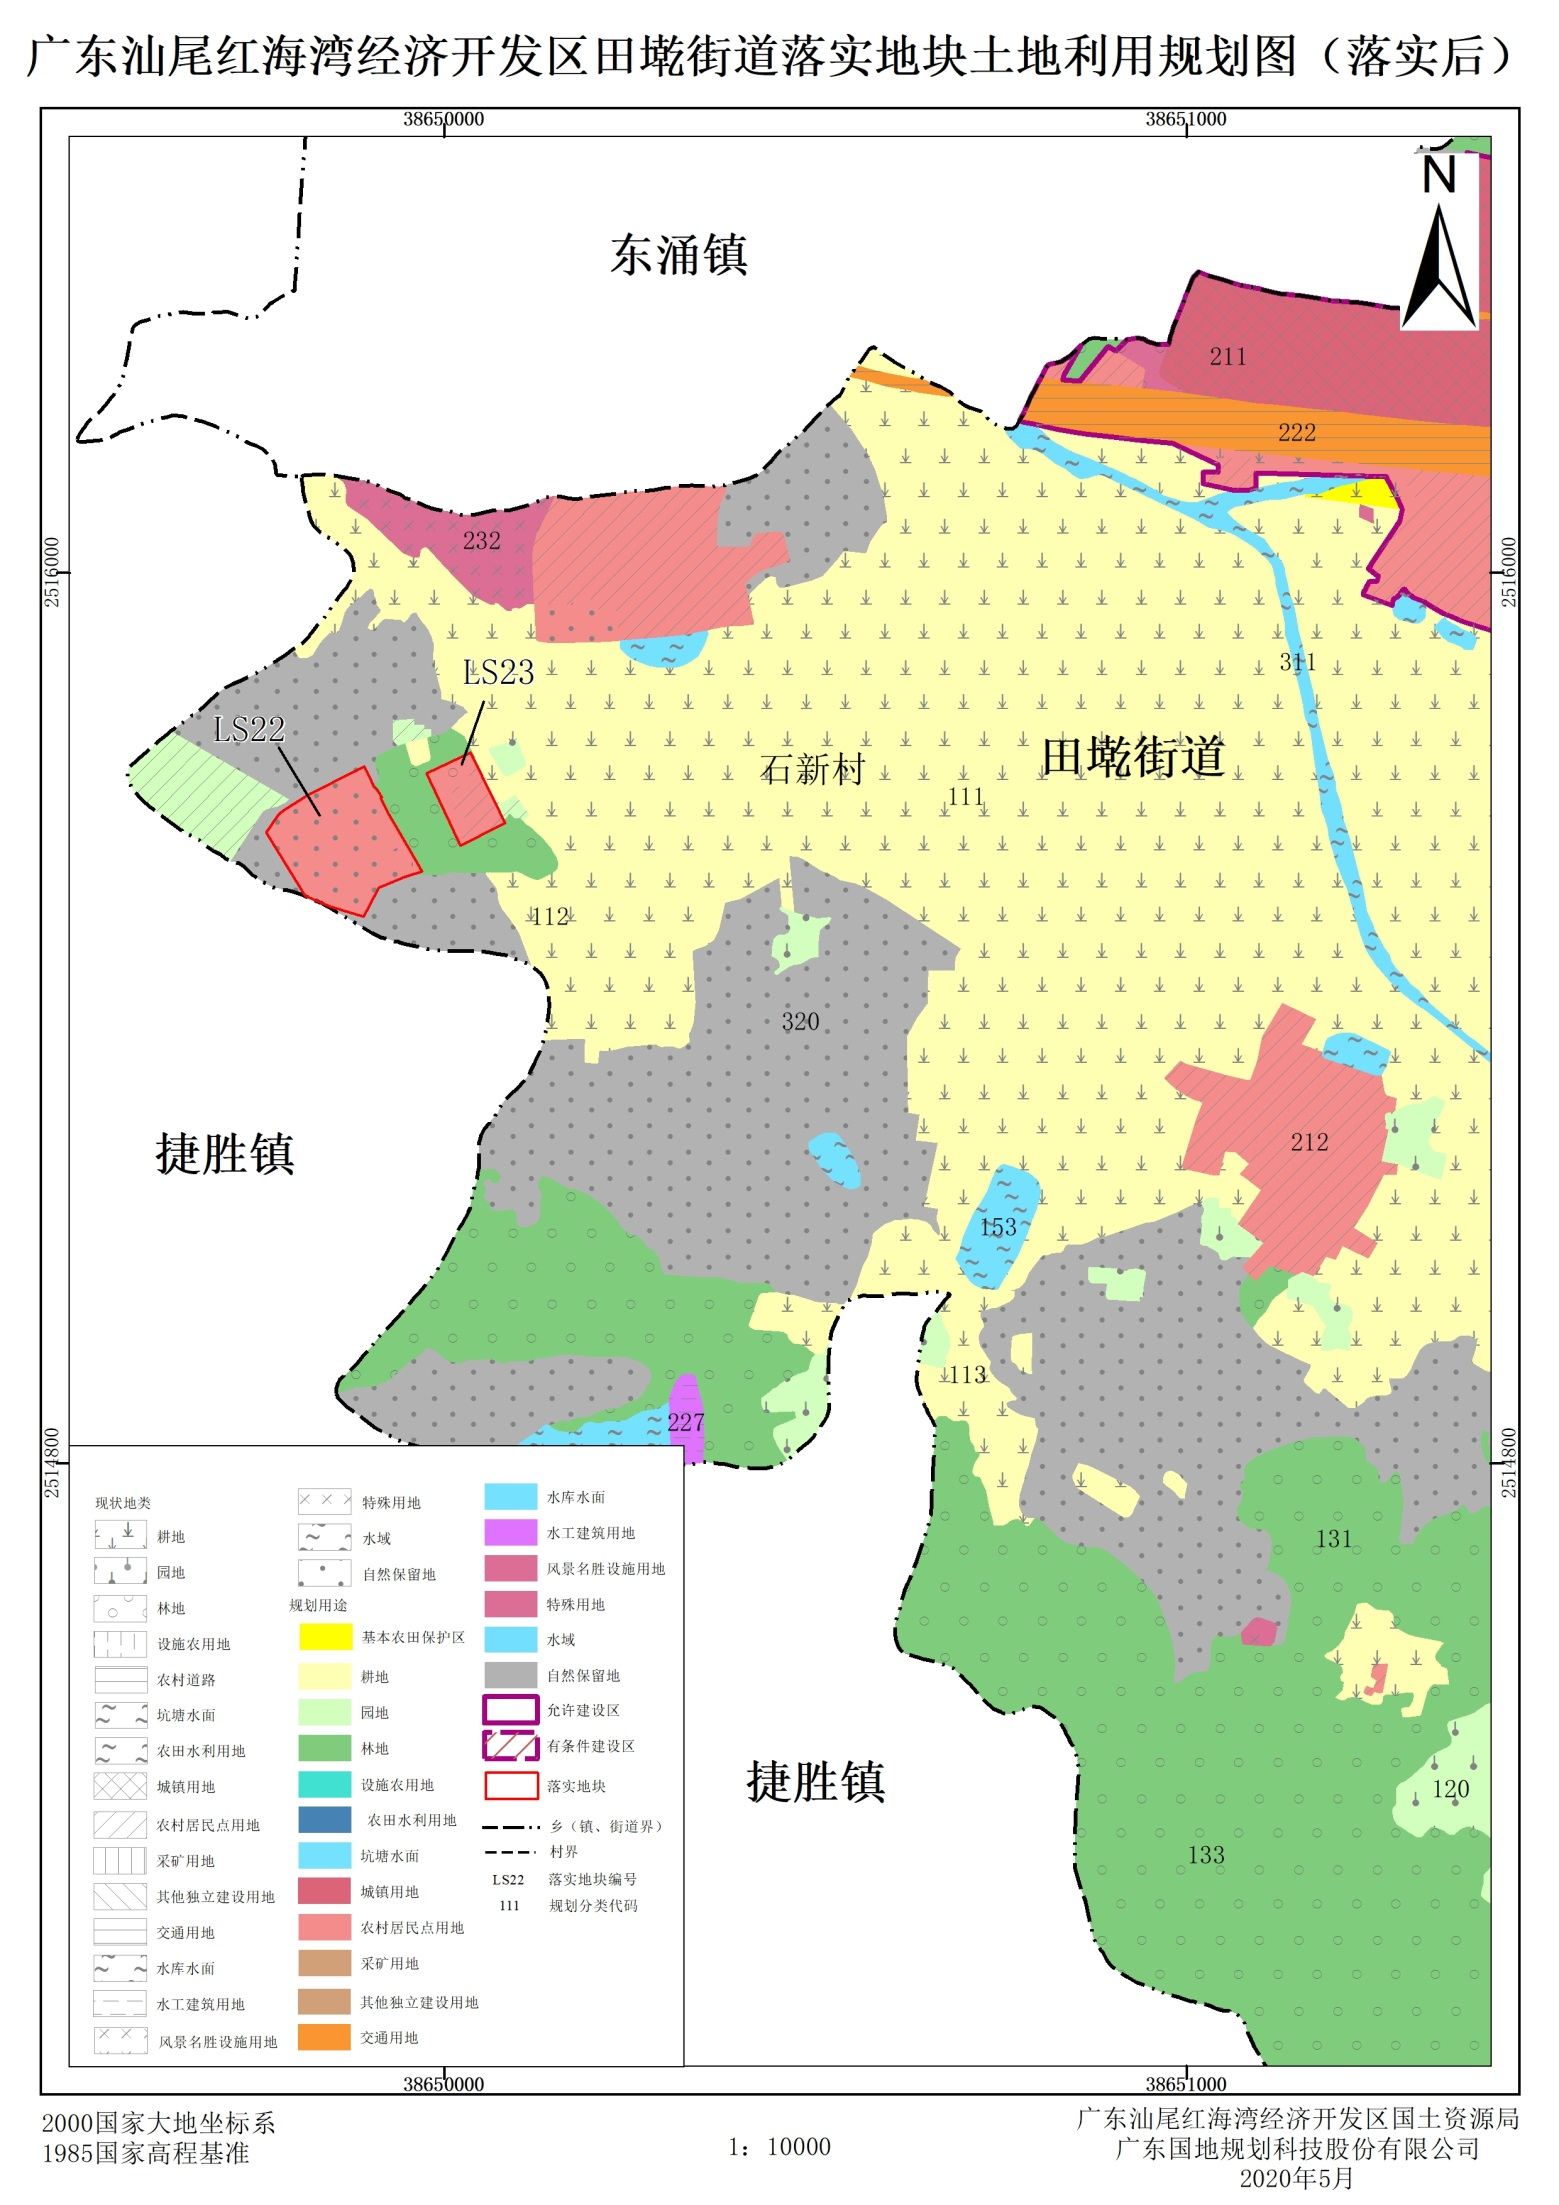 广东汕尾红海湾经济开发区田墘街道落实地块土地利用规划图（落实后）
38650000
38651000
N
东涌镇
211
222
232
2516000
2516000
311
LS23
LS22
石新村
田墘街道
111
112
320
捷胜镇
212
153
113
227
2514800
2514800
131
捷胜镇
120
133
现状地类
耕地
园地
林地
设施农用地
农村道路
坑塘水面
农田水利用地
城镇用地
农村居民点用地
采矿用地
其他独立建设用地
交通用地
水库水面
水工建筑用地
风景名胜设施用地
特殊用地
水域
自然保留地
规划用途
基本农田保护区
耕地
园地
林地
设施农用地
农田水利用地
坑塘水面
城镇用地
农村居民点用地
采矿用地
其他独立建设用地
交通用地
水库水面
水工建筑用地
风景名胜设施用地
特殊用地
水域
自然保留地
允许建设区
有条件建设区
落实地块
乡（镇、街道界）
村界
LS22 落实地块编号
111 规划分类代码
38650000
38651000
2000国家大地坐标系
1985国家高程基准
1：10000
广东汕尾红海湾经济开发区国土资源局
广东国地规划科技股份有限公司
2020年5月